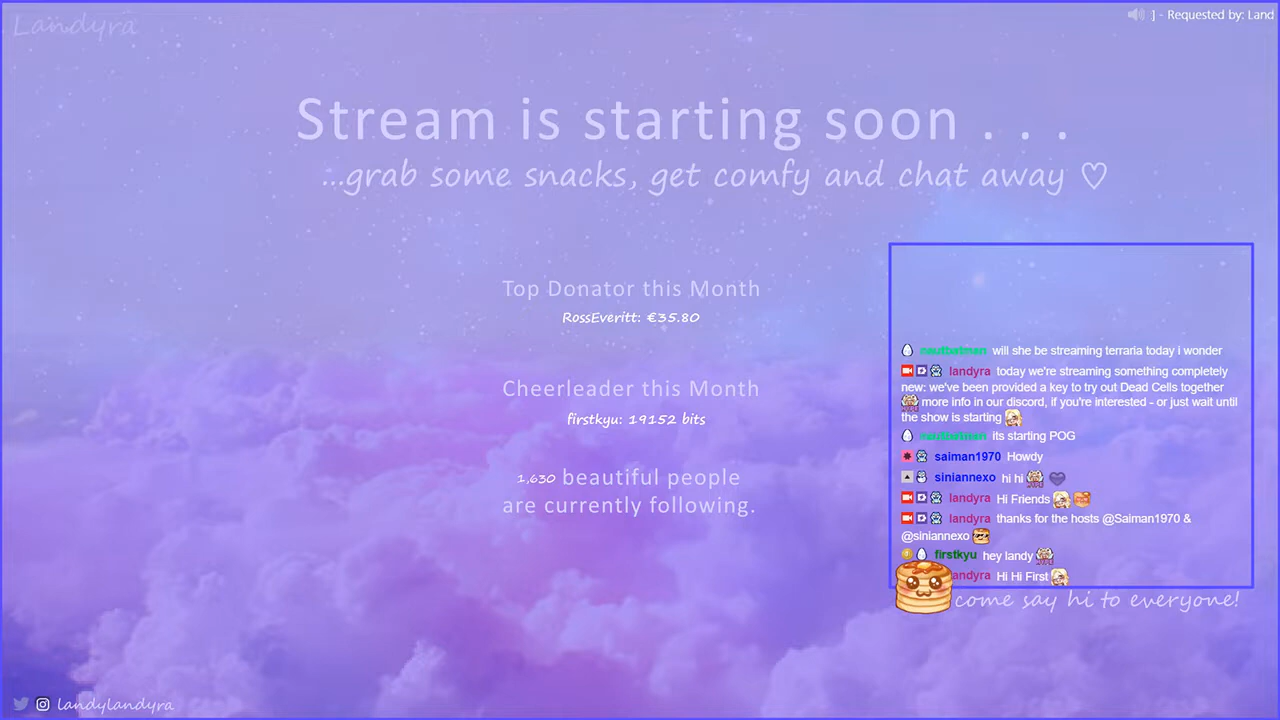 Landyra
] - Requested by: Land
Stream is starting soon . . .
...grab some snacks, get comfy and chat away ♡
Top Donator this Month
RossEveritt: €35.80
Cheerleader this Month
firstkyu: 19152 bits
1,630 beautiful people
are currently following.
will she be streaming terraria today i wonder
landyra today we're streaming something completely
new: we've been provided a key to try out Dead Cells together
more info in our discord, if you're interested - or just wait until
the show is starting
its starting POG
saiman1970 Howdy
siniannexo hi hi
landyra Hi Friends
landyra thanks for the hosts @Saiman1970 &
@siniannexo
firstkyu hey landy
andyra Hi Hi First
come say hi to everyone!
landylandyra